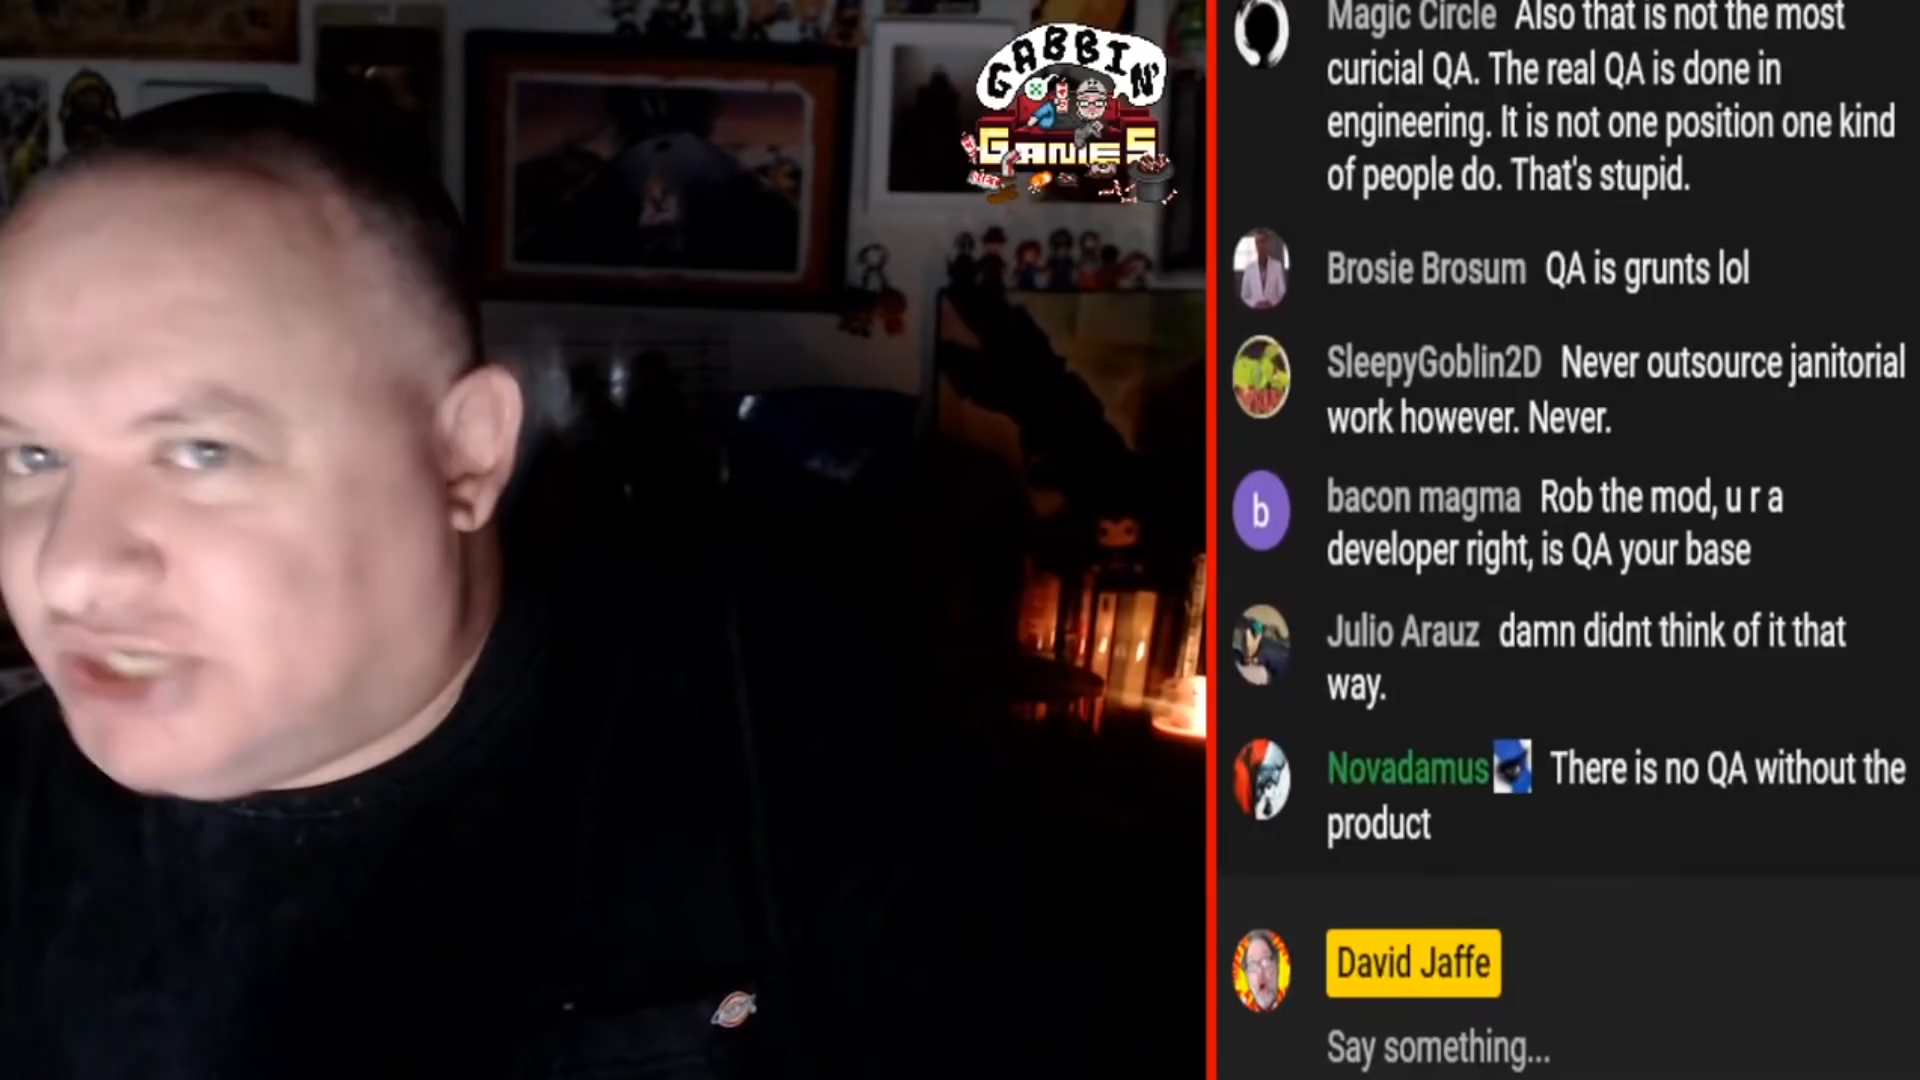 GABBIN'
GAMES
Magic Circle Also that is not the most
curicial QA. The real QA is done in
engineering. It is not one position one kind
of people do. That's stupid.
Brosie Brosum QA is grunts lol
SleepyGoblin2D Never outsource janitorial
work however. Never.
b
bacon magma Rob the mod, u r a
developer right, is QA your base
Julio Arauz damn didnt think of it that
way.
Novadamus There is no QA without the
product
David Jaffe
Say something...